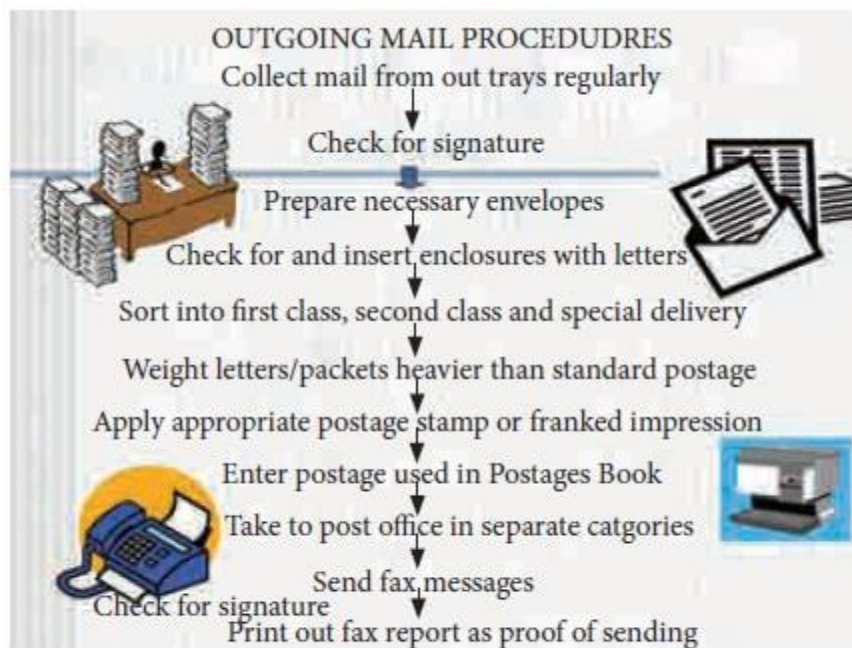 OUTGOING MAIL PROCEDUDRES
Collect mail from out trays regularly
Check for signature
Prepare necessary envelopes
Check for and insert enclosures with letters
Sort into first class, second class and special delivery
Weight letters/packets heavier than standard postage
Apply appropriate postage stamp or franked impression
Enter postage used in Postages Book
Take to post office in separate catgories
Send fax messages
Check for signature
Print out fax report as proof of sending